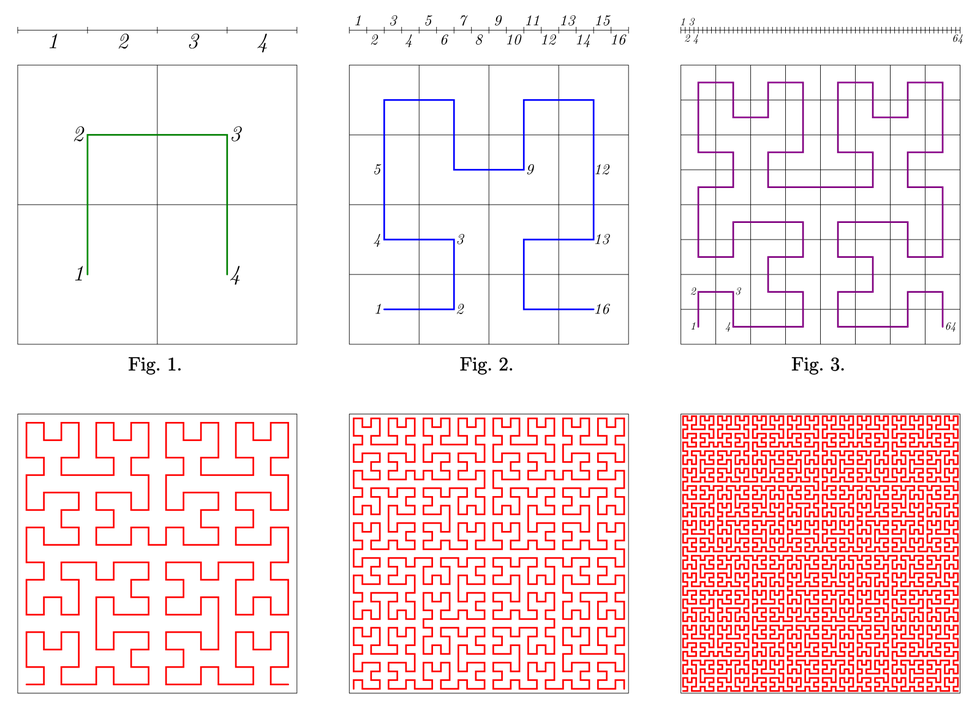 1 2 3 4
2 3
1 4
Fig. 1.
1 3 5 7 9 11 13 15
2 4 6 8 10 12 14 16
5 9 12
4 3 13
1 2 16
Fig. 2.
1 3
2 4 64
2 3
1 4 64
Fig. 3.